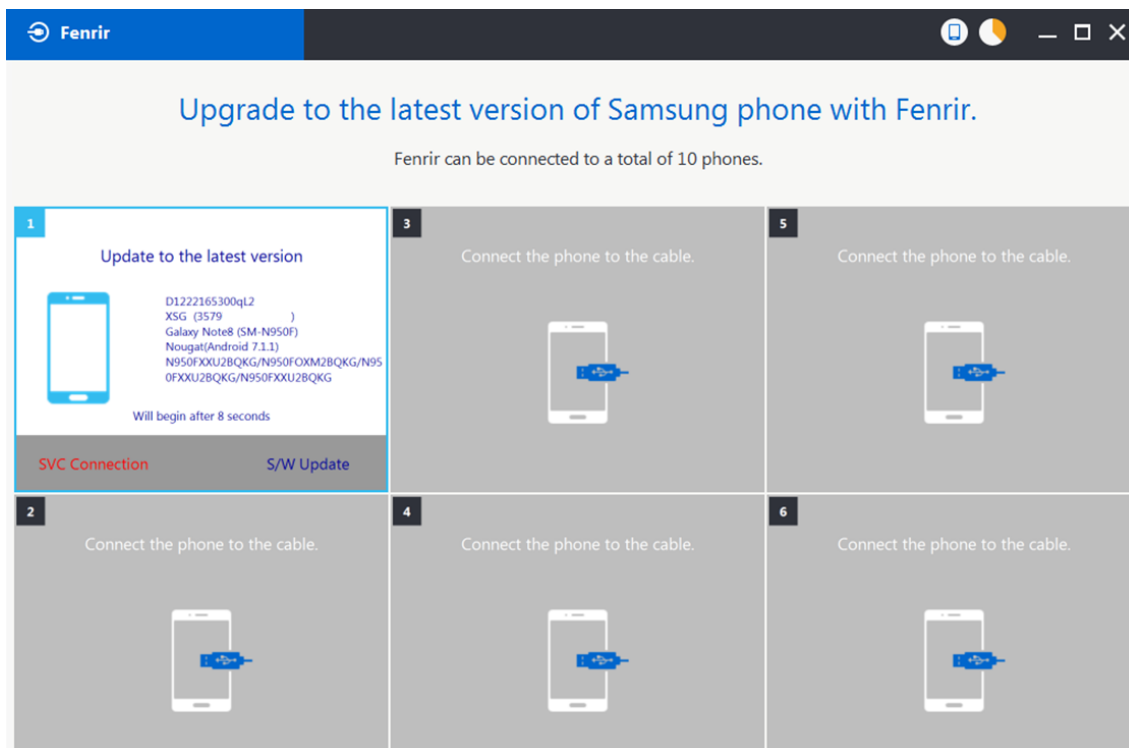 Fenrir
Upgrade to the latest version of Samsung phone with Fenrir.
Fenrir can be connected to a total of 10 phones.
1
Update to the latest version
D1222165300qL2
XSG (3579 )
Galaxy Note8 (SM-N950F)
Nougat(Android 7.1.1)
N950FXXU2BQKG/N950FOXM2BQKG/N95
0FXXU2BQKG/N950FXXU2BQKG
Will begin after 8 seconds
SVC Connection S/W Update
3
Connect the phone to the cable.
5
Connect the phone to the cable.
2
Connect the phone to the cable.
4
Connect the phone to the cable.
6
Connect the phone to the cable.